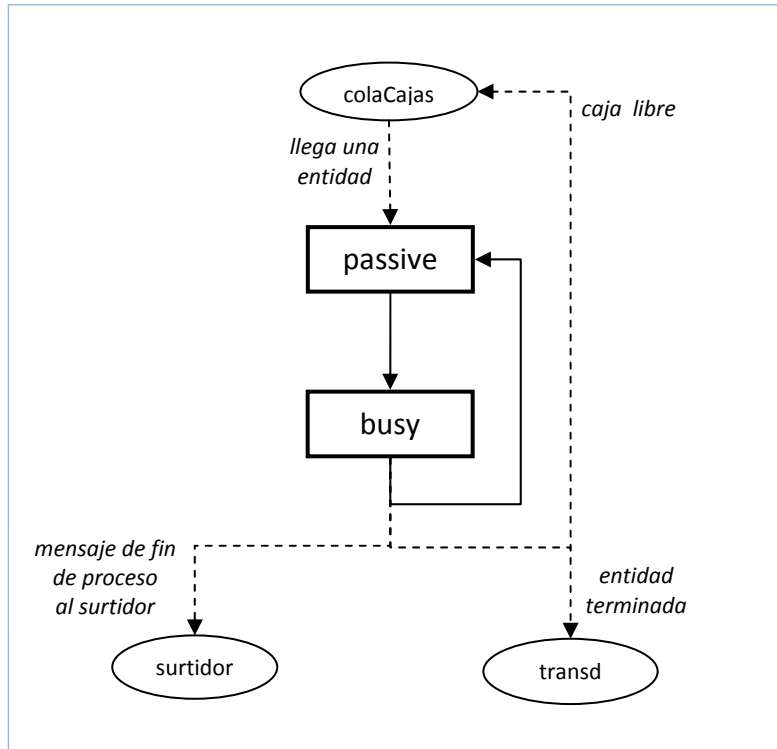 colaCajas
caja libre
llega una
entidad
passive
busy
mensaje de fin
de proceso
al surtidor
entidad
terminada
surtidor
transd